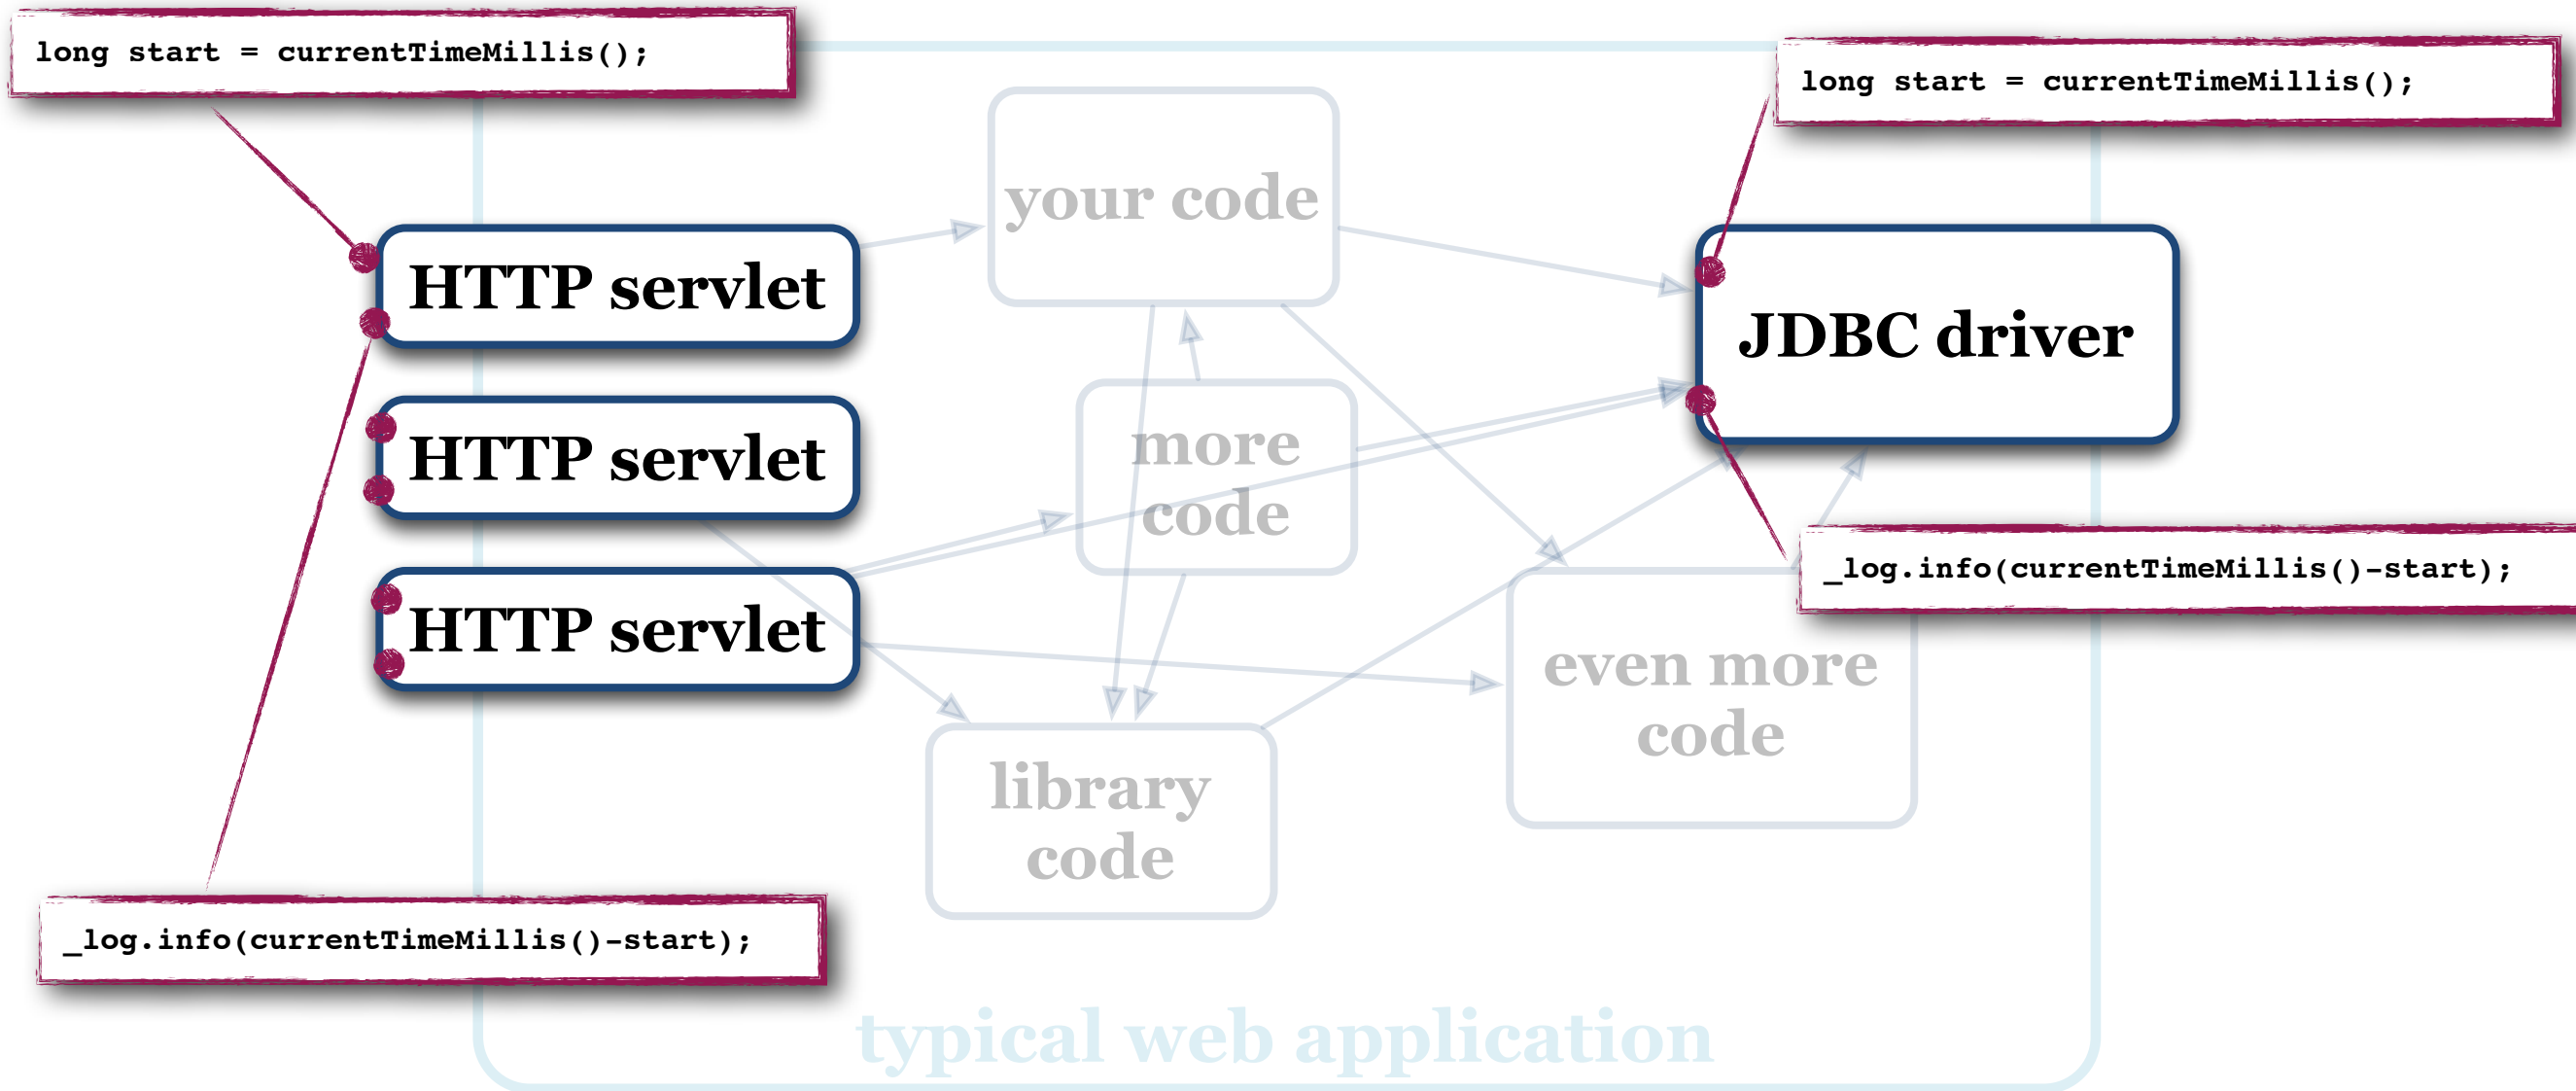 long start = currentTimeMillis();
long start = currentTimeMillis();
your code
HTTP servlet
JDBC driver
HTTP servlet
more
code
_log.info(currentTimeMillis()-start);
HTTP servlet
even more
code
library
code
_log.info(currentTimeMillis()-start);
typical web application